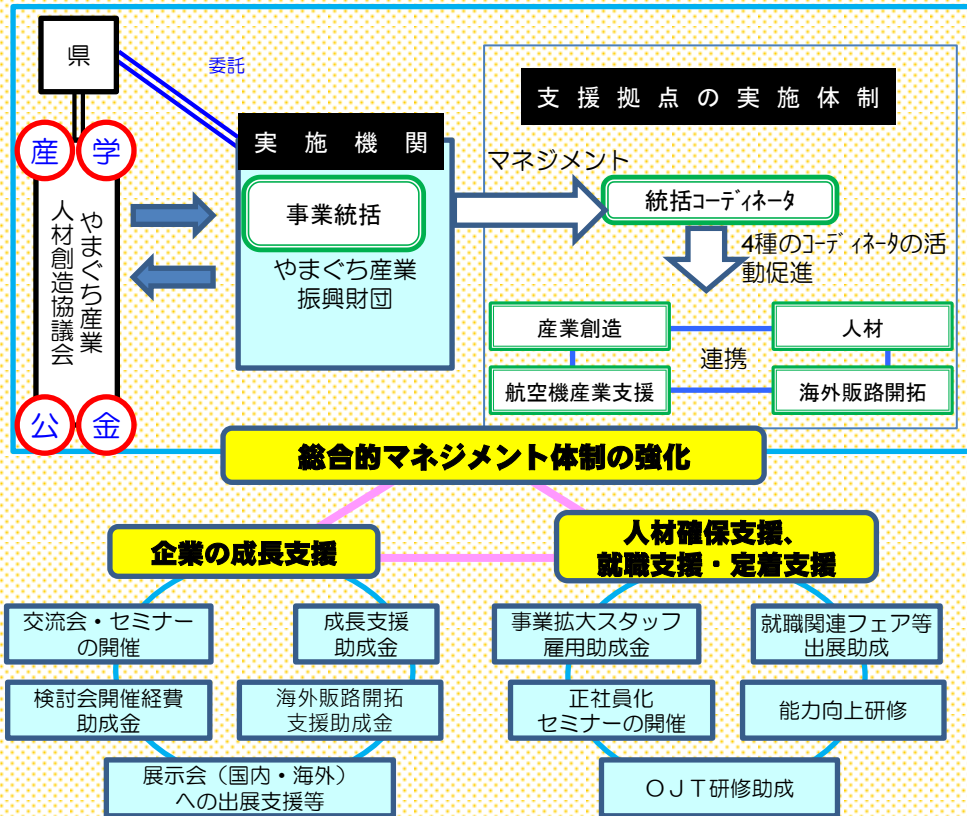 県
委託
産
学
やまぐち産業
人材創造協議会
公
金
実施機関
事業統括
やまぐち産業
振興財団
マネジメント
支援拠点の実施体制
統括ｺｰﾃﾞｨﾈｰﾀ
4種のｺｰﾃﾞｨﾈｰﾀの活
動促進
産業創造
人材
連携
航空機産業支援
海外販路開拓
総合的マネジメント体制の強化
企業の成長支援
人材確保支援、
就職支援・定着支援
交流会・セミナー
の開催
成長支援
助成金
検討会開催経費
助成金
海外販路開拓
支援助成金
展示会（国内・海外）
への出展支援等
事業拡大スタッフ
雇用助成金
就職関連フェア等
出展助成
正社員化
セミナーの開催
能力向上研修
ＯＪＴ研修助成